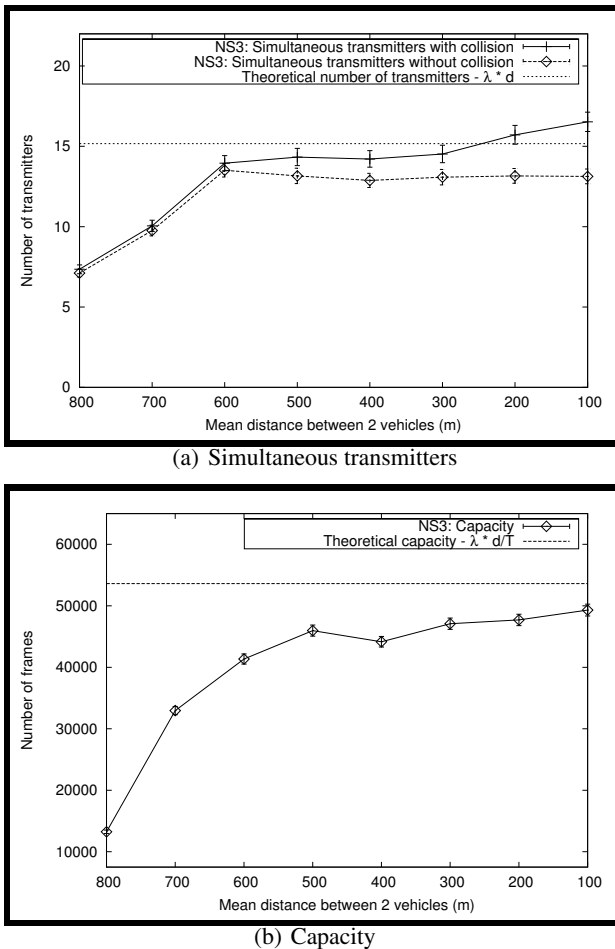 NS3: Simultaneous transmitters with collision
NS3: Simultaneous transmitters without collision
Theoretical number of transmitters - λ * d
20
15
10
5
0
Number of transmitters
800 700 600 500 400 300 200 100
Mean distance between 2 vehicles (m)
(a) Simultaneous transmitters
NS3: Capacity
Theoretical capacity - λ * d/T
60000
50000
40000
30000
20000
10000
Number of frames
800 700 600 500 400 300 200 100
Mean distance between 2 vehicles (m)
(b) Capacity